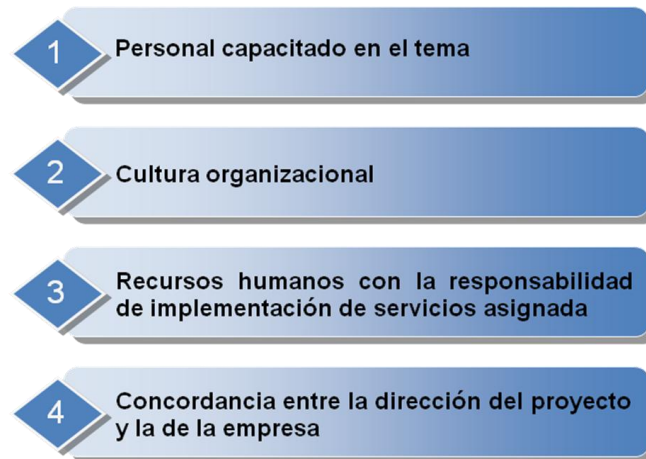 1
Personal capacitado en el tema
2
Cultura organizacional
3
Recursos humanos con la responsabilidad
de implementación de servicios asignada
4
Concordancia entre la dirección del proyecto
y la de la empresa